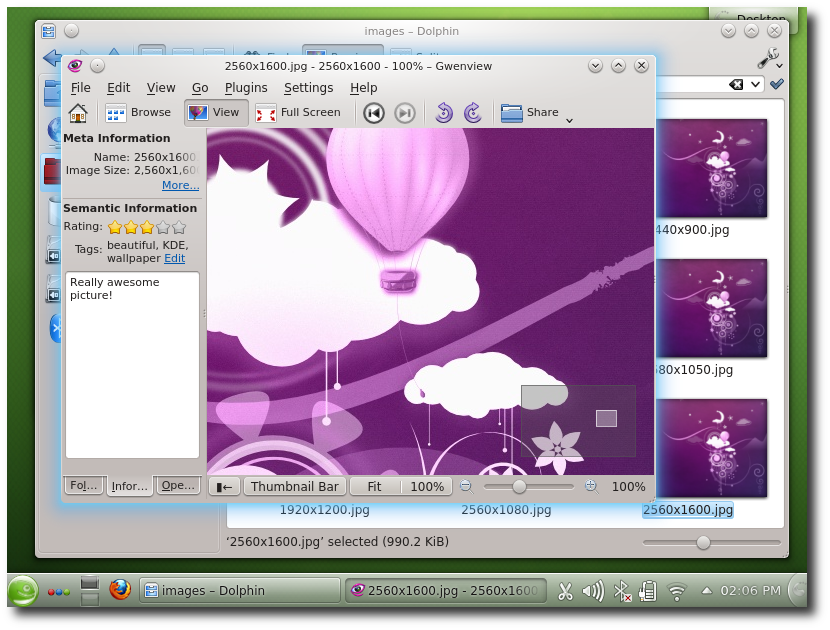 Desktop
images – Dolphin
2560x1600.jpg - 2560x1600 - 100% – Gwenview
File Edit View Go Plugins Settings Help
Browse View Full Screen Share
Meta Information
Name: 2560x1600
Image Size: 2,560x1,60
More...
Semantic Information
Rating:
Tags: beautiful, KDE,
wallpaper Edit
Really awesome
picture!
440x900.jpg
80x1050.jpg
Fol... Infor... Ope...
Thumbnail Bar Fit 100% 100%
1920x1200.jpg 2560x1080.jpg 2560x1600.jpg
‘2560x1600.jpg’ selected (990.2 KiB)
images – Dolphin 2560x1600.jpg - 2560x1600 02:06 PM